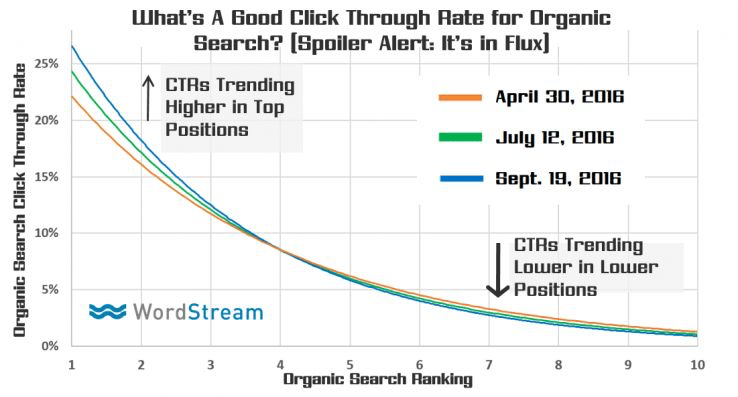 What's A Good Click Through Rate for Organic
Search? (Spoiler Alert: It's in Flux)
Organic Search Click Through Rate
25%
20%
15%
10%
5%
0%
CTRs Trending
Higher in Top
Positions
April 30, 2016
July 12, 2016
Sept. 19, 2016
CTRs Trending
Lower in Lower
Positions
WordStream
1 2 3 4 5 6 7 8 9 10
Organic Search Ranking